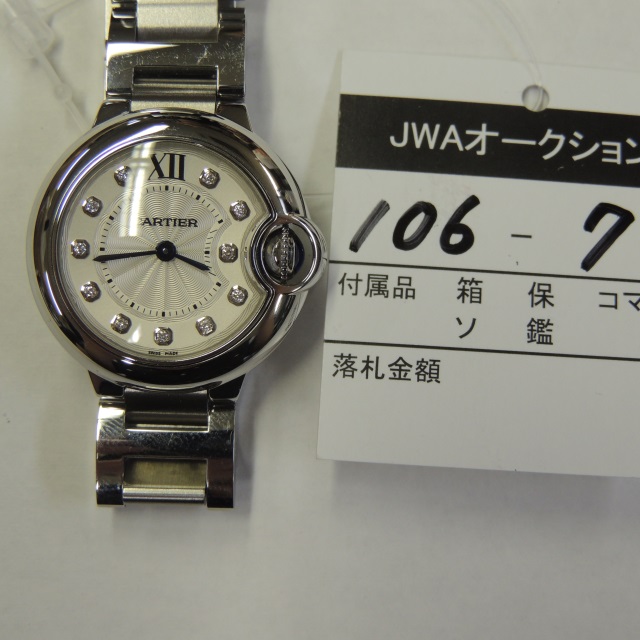 XII
CARTIER
SWISS MADE
JWAオークション
106-7
付属品 箱 保 コマ
ソ 鑑
落札金額